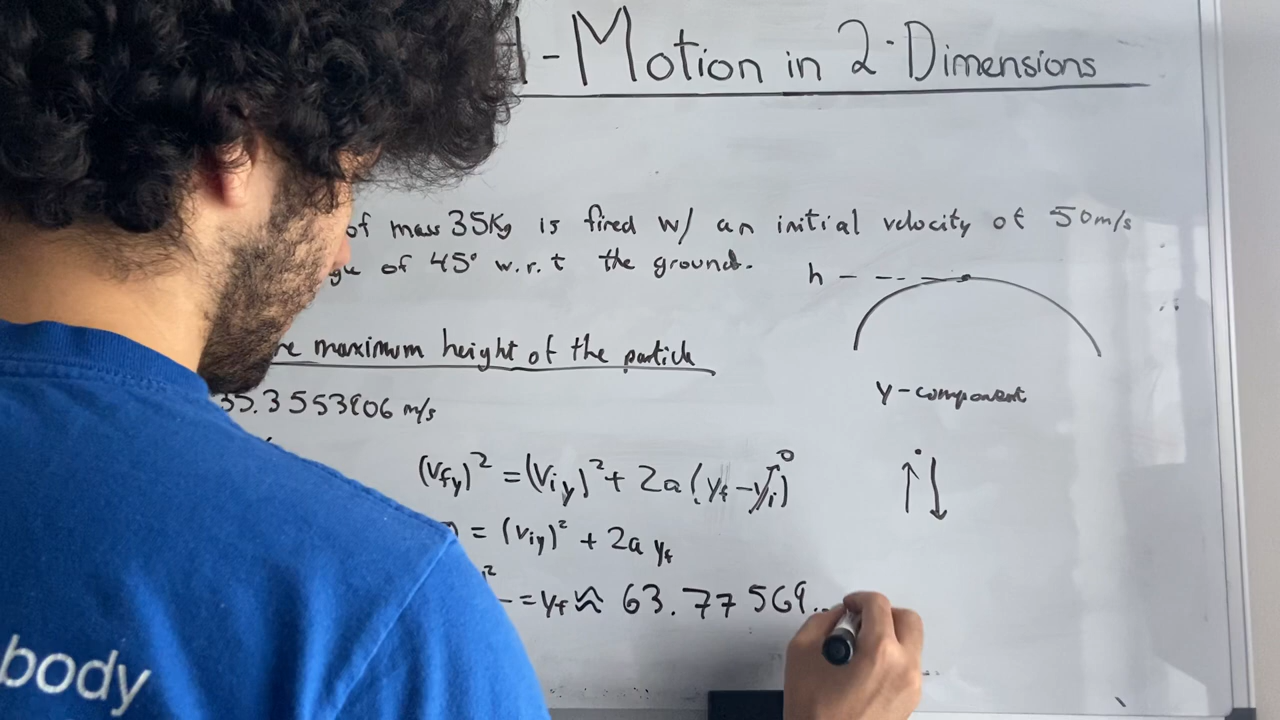 - Motion in 2-Dimensions
of mass 35Kg is fired w/ an initial velocity of 50m/s
of 45° w.r.t the ground.
h
maximum height of the particle
35.3553906 m/s
y-component
(vfy)² = (Viy)² + 2a (yf - yi)⁰
= (viy)² + 2a yf
² = yf ≈ 63.77569...
body